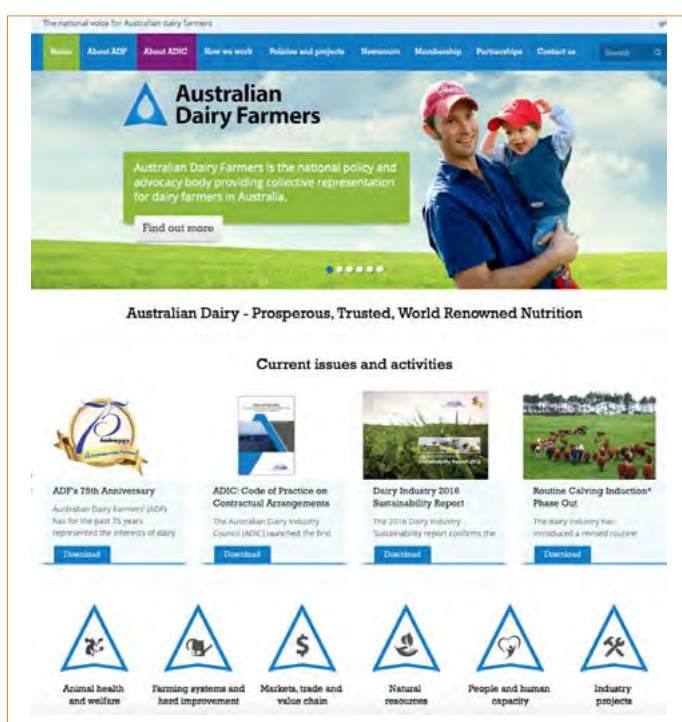 The national voice for Australian dairy farmers
Home About ADF About ADIC How we work Policies and projects Newsroom Membership Partnerships Contact us Search
Australian
Dairy Farmers
Australian Dairy Farmers is the national policy and
advocacy body providing collective representation
for dairy farmers in Australia.
Find out more
Australian Dairy - Prosperous, Trusted, World Renowned Nutrition
Current issues and activities
75
Sustainability Report 2016
ADF's 75th Anniversary
Australian Dairy Farmers' (ADF)
has for the past 75 years
represented the interests of dairy
Download
ADIC: Code of Practice on
Contractual Arrangements
The Australian Dairy Industry
Council (ADIC) launched the first
Download
Dairy Industry 2016
Sustainability Report
The 2016 Dairy Industry
Sustainability report confirms the
Download
Routine Calving Induction*
Phase Out
The dairy industry has
introduced a revised routine
Download
Animal health
and welfare
Farming systems and
herd improvement
Markets, trade and
value chain
Natural
resources
People and human
capacity
Industry
projects